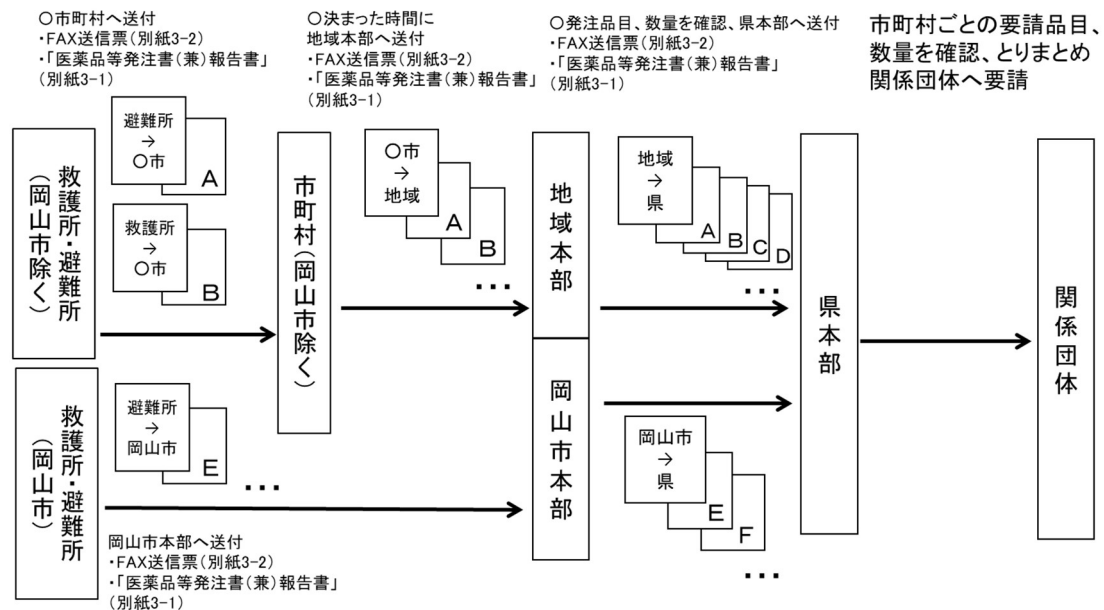 ○市町村へ送付
・FAX送信票(別紙3-2)
・「医薬品等発注書(兼)報告書」
(別紙3-1)
○決まった時間に
地域本部へ送付
・FAX送信票(別紙3-2)
・「医薬品等発注書(兼)報告書」
(別紙3-1)
○発注品目、数量を確認、県本部へ送付
・FAX送信票(別紙3-2)
・「医薬品等発注書(兼)報告書」
(別紙3-1)
市町村ごとの要請品目、
数量を確認、とりまとめ
関係団体へ要請
救護所・避難所
(岡山市除く)
避難所
→
○市
A
救護所
→
○市
B
市町村(岡山市除く)
○市
→
地域
A
B
…
地域本部
地域
→
県
A
B
C
D
…
県本部
関係団体
救護所・避難所
(岡山市)
避難所
→
岡山市
E
…
岡山市本部へ送付
・FAX送信票(別紙3-2)
・「医薬品等発注書(兼)報告書」
(別紙3-1)
岡山市本部
岡山市
→
県
E
F
…